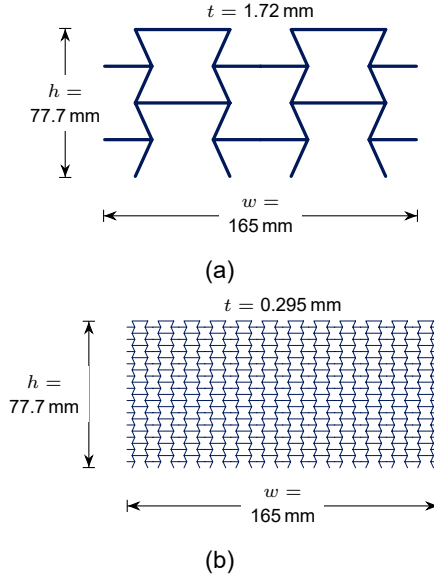 t = 1.72 mm
h =
77.7 mm
w =
165 mm
(a)
t = 0.295 mm
h =
77.7 mm
w =
165 mm
(b)